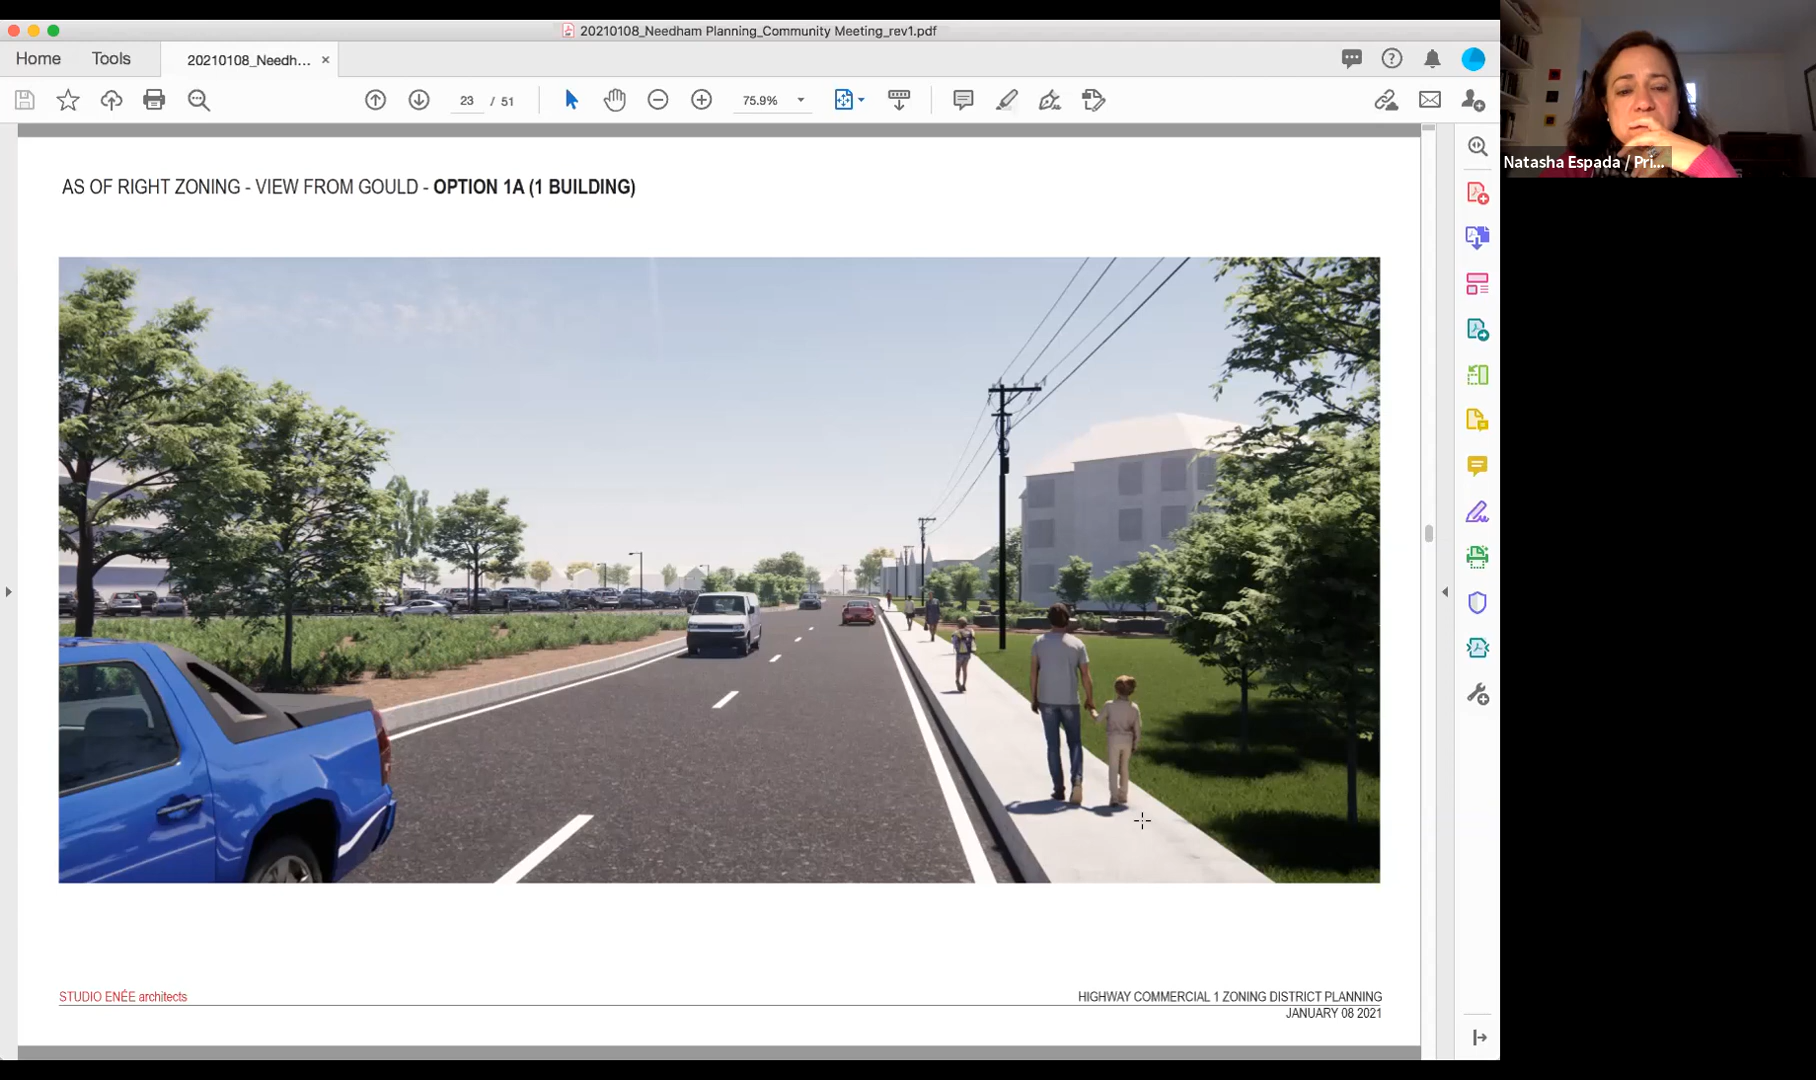 20210108_Needham Planning_Community Meeting_rev1.pdf
Home
Tools
20210108_Needh...
23 / 51
75.9%
Natasha Espada / Pri...
AS OF RIGHT ZONING - VIEW FROM GOULD - OPTION 1A (1 BUILDING)
STUDIO ENÉE architects
HIGHWAY COMMERCIAL 1 ZONING DISTRICT PLANNING
JANUARY 08 2021